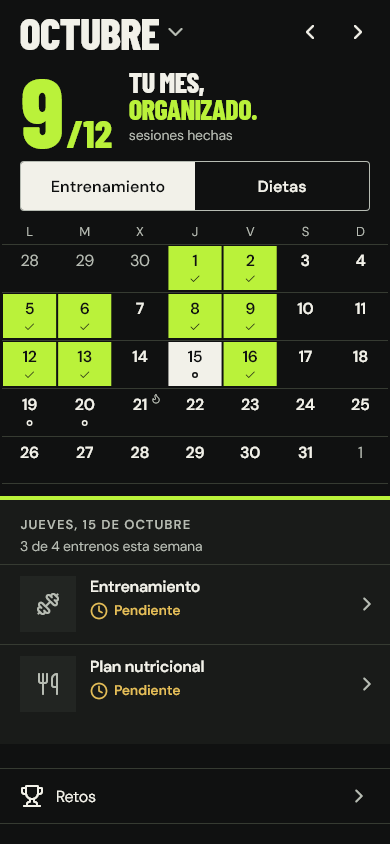 OCTUBRE
9/12
TU MES,
ORGANIZADO.
sesiones hechas
Entrenamiento Dietas
L M X J V S D
28 29 30 1 2 3 4
5 6 7 8 9 10 11
12 13 14 15 16 17 18
19 20 21 22 23 24 25
26 27 28 29 30 31 1
JUEVES, 15 DE OCTUBRE
3 de 4 entrenos esta semana
Entrenamiento
Pendiente
Plan nutricional
Pendiente
Retos